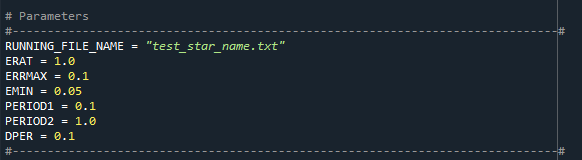 # Parameters
#----------------------------------------------------------------------------#
RUNNING_FILE_NAME = "test_star_name.txt"
ERAT = 1.0
ERRMAX = 0.1
EMIN = 0.05
PERIOD1 = 0.1
PERIOD2 = 1.0
DPER = 0.1
#----------------------------------------------------------------------------#